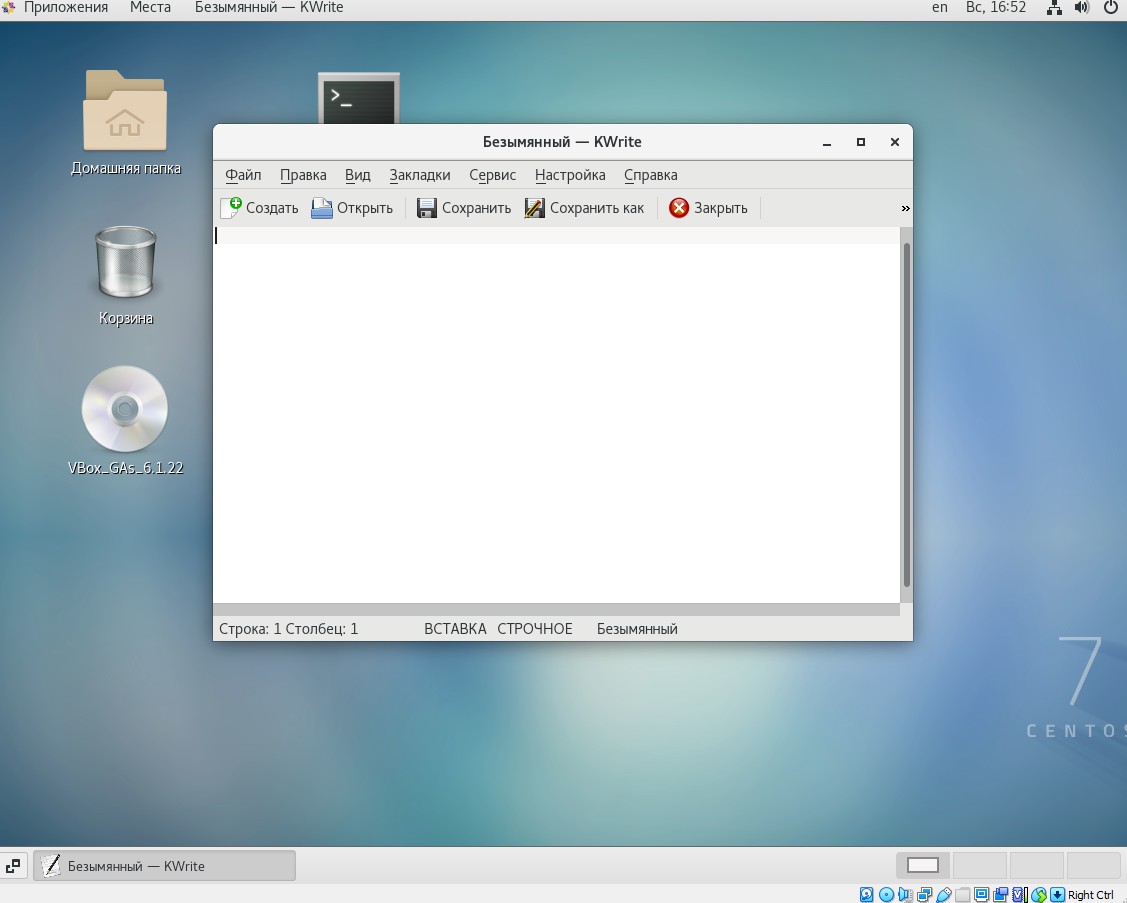 Приложения Места Безымянный — KWrite en Вс, 16:52
>_
Безымянный — KWrite
Файл Правка Вид Закладки Сервис Настройка Справка
Создать Открыть Сохранить Сохранить как Закрыть »
Домашняя папка
Корзина
VBox_GAs_6.1.22
Строка: 1 Столбец: 1 ВСТАВКА СТРОЧНОЕ Безымянный
7
CENTOS
Безымянный — KWrite
Right Ctrl